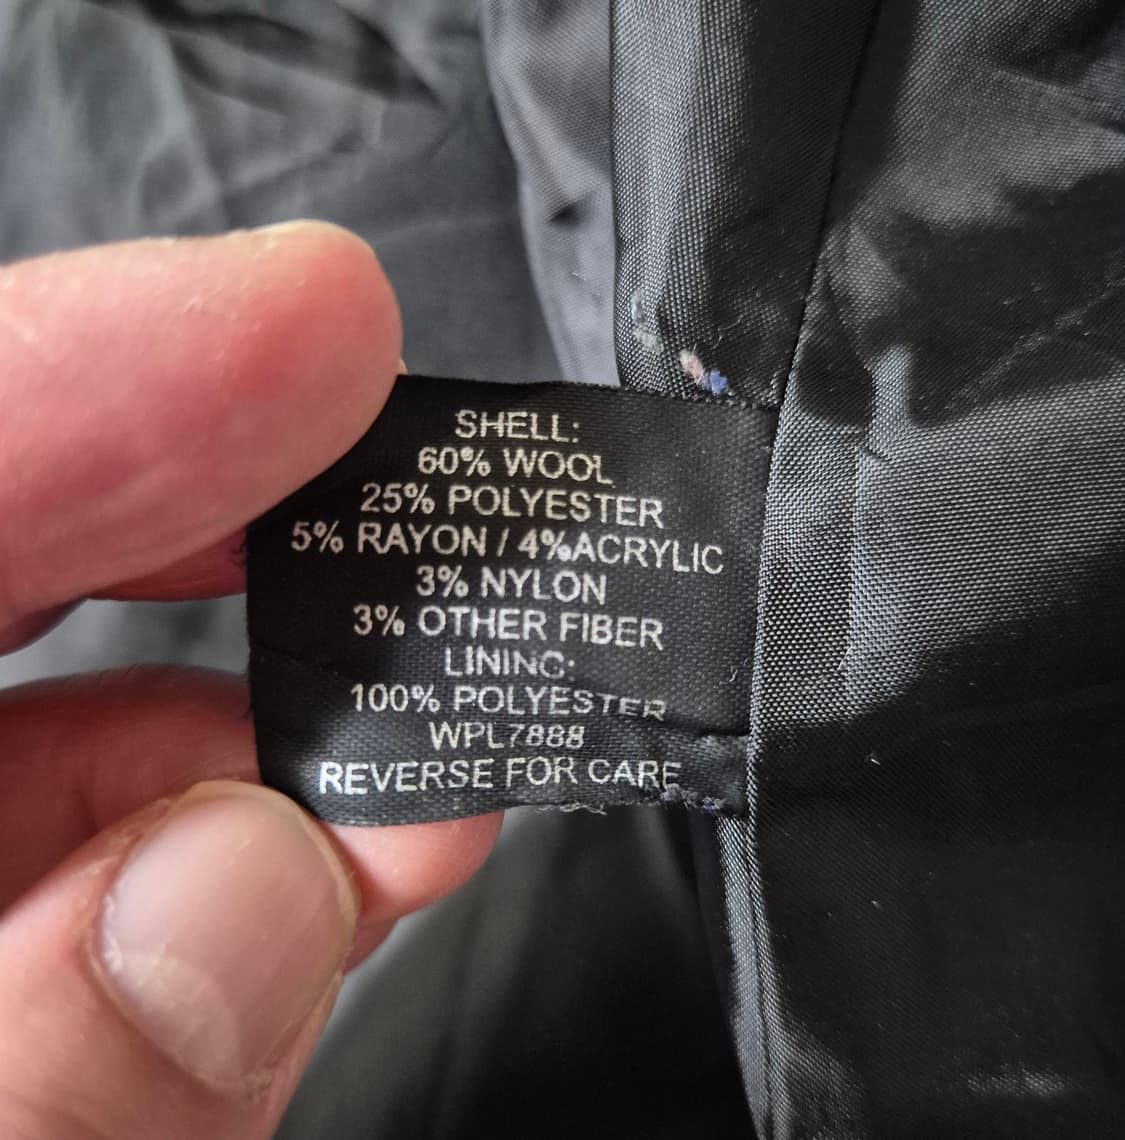 SHELL:
60% WOOL
25% POLYESTER
5% RAYON / 4%ACRYLIC
3% NYLON
3% OTHER FIBER
LINING:
100% POLYESTER
WPL7888
REVERSE FOR CARE